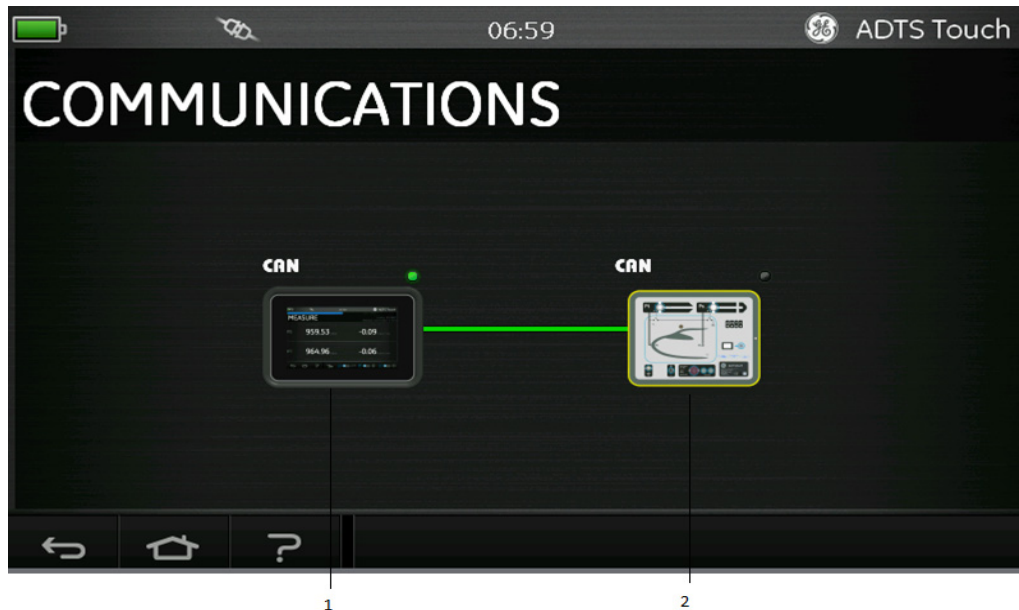 06:59
ADTS Touch
COMMUNICATIONS
CAN
CAN
MEASURE
959.53
-0.09
964.96
-0.06
1
2